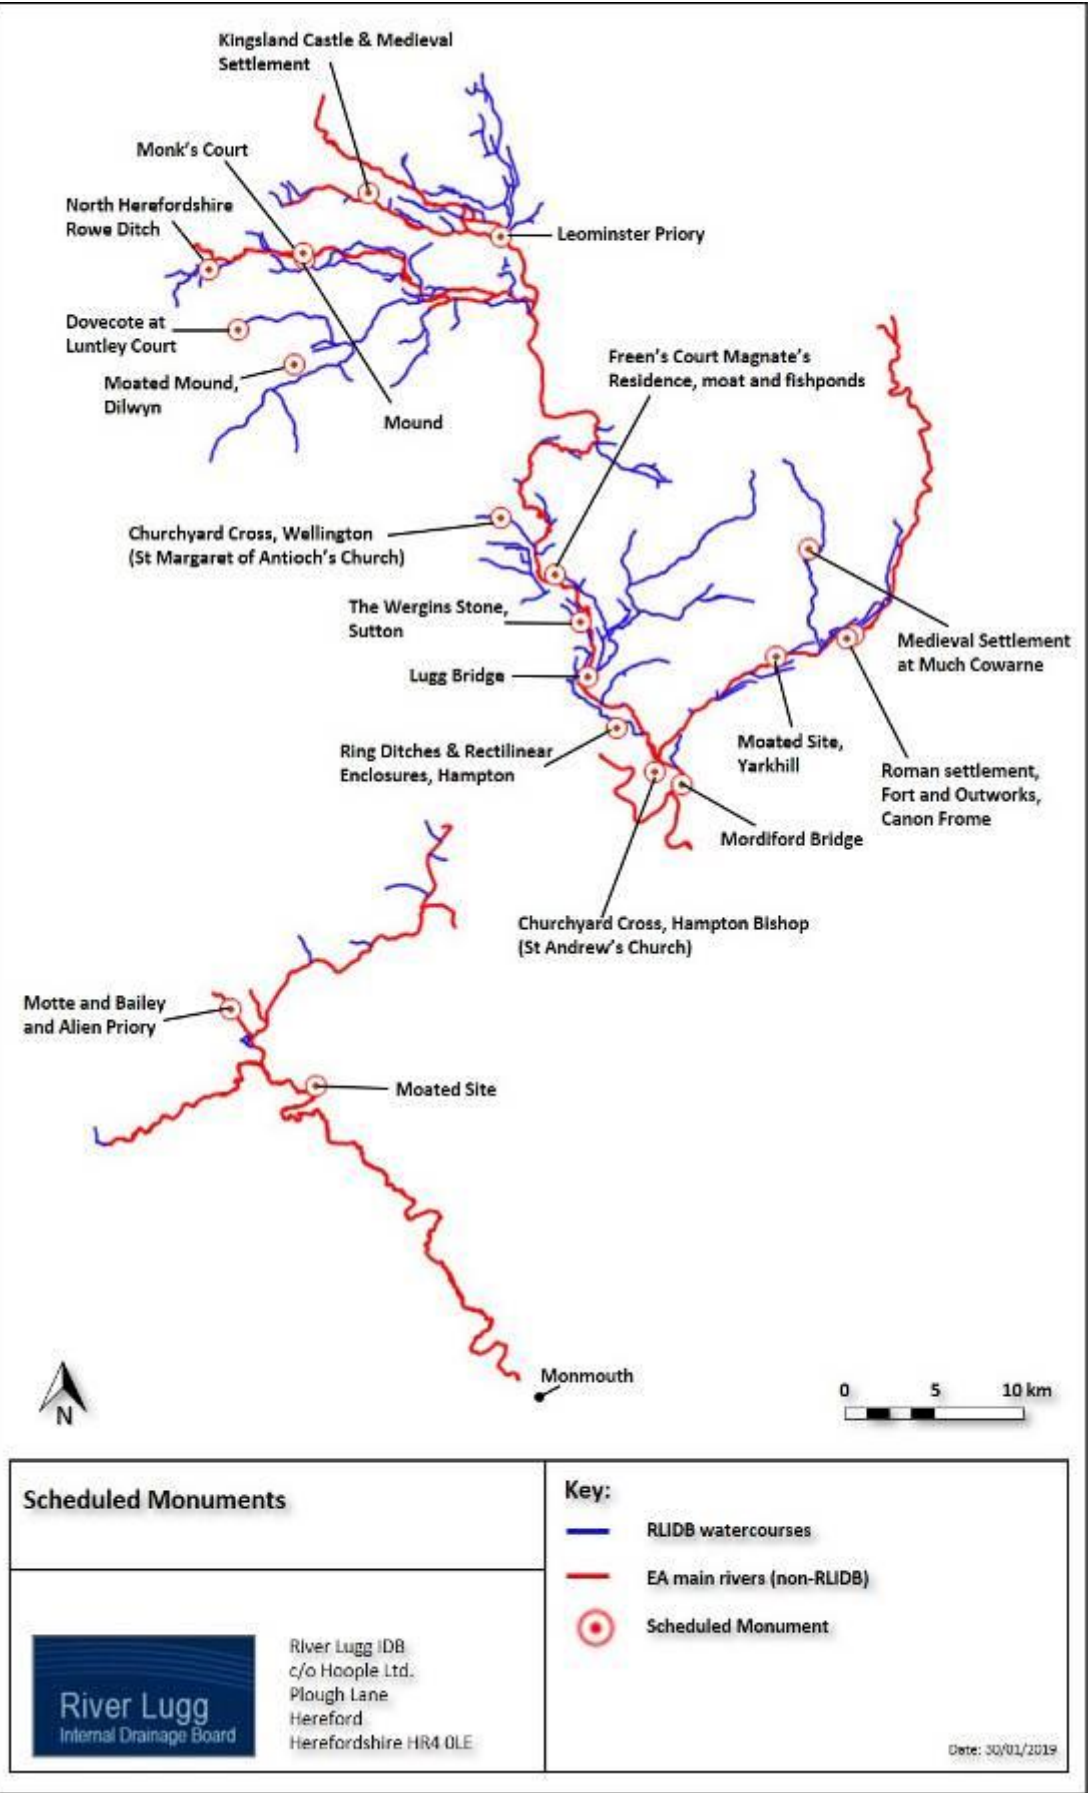 Kingsland Castle & Medieval
Settlement
Monk's Court
North Herefordshire
Rowe Ditch
Leominster Priory
Dovecote at
Luntley Court
Moated Mound,
Dilwyn
Mound
Freen's Court Magnate's
Residence, moat and fishponds
Churchyard Cross, Wellington
(St Margaret of Antioch's Church)
The Wergins Stone,
Sutton
Lugg Bridge
Medieval Settlement
at Much Cowarne
Ring Ditches & Rectilinear
Enclosures, Hampton
Moated Site,
Yarkhill
Roman settlement,
Fort and Outworks,
Canon Frome
Mordiford Bridge
Churchyard Cross, Hampton Bishop
(St Andrew's Church)
Motte and Bailey
and Alien Priory
Moated Site
Monmouth
N
0 5 10 km
Scheduled Monuments
Key:
RLIDB watercourses
EA main rivers (non-RLIDB)
Scheduled Monument
River Lugg
Internal Drainage Board
River Lugg IDB
c/o Hoople Ltd.
Plough Lane
Hereford
Herefordshire HR4 0LE
Date: 30/01/2019